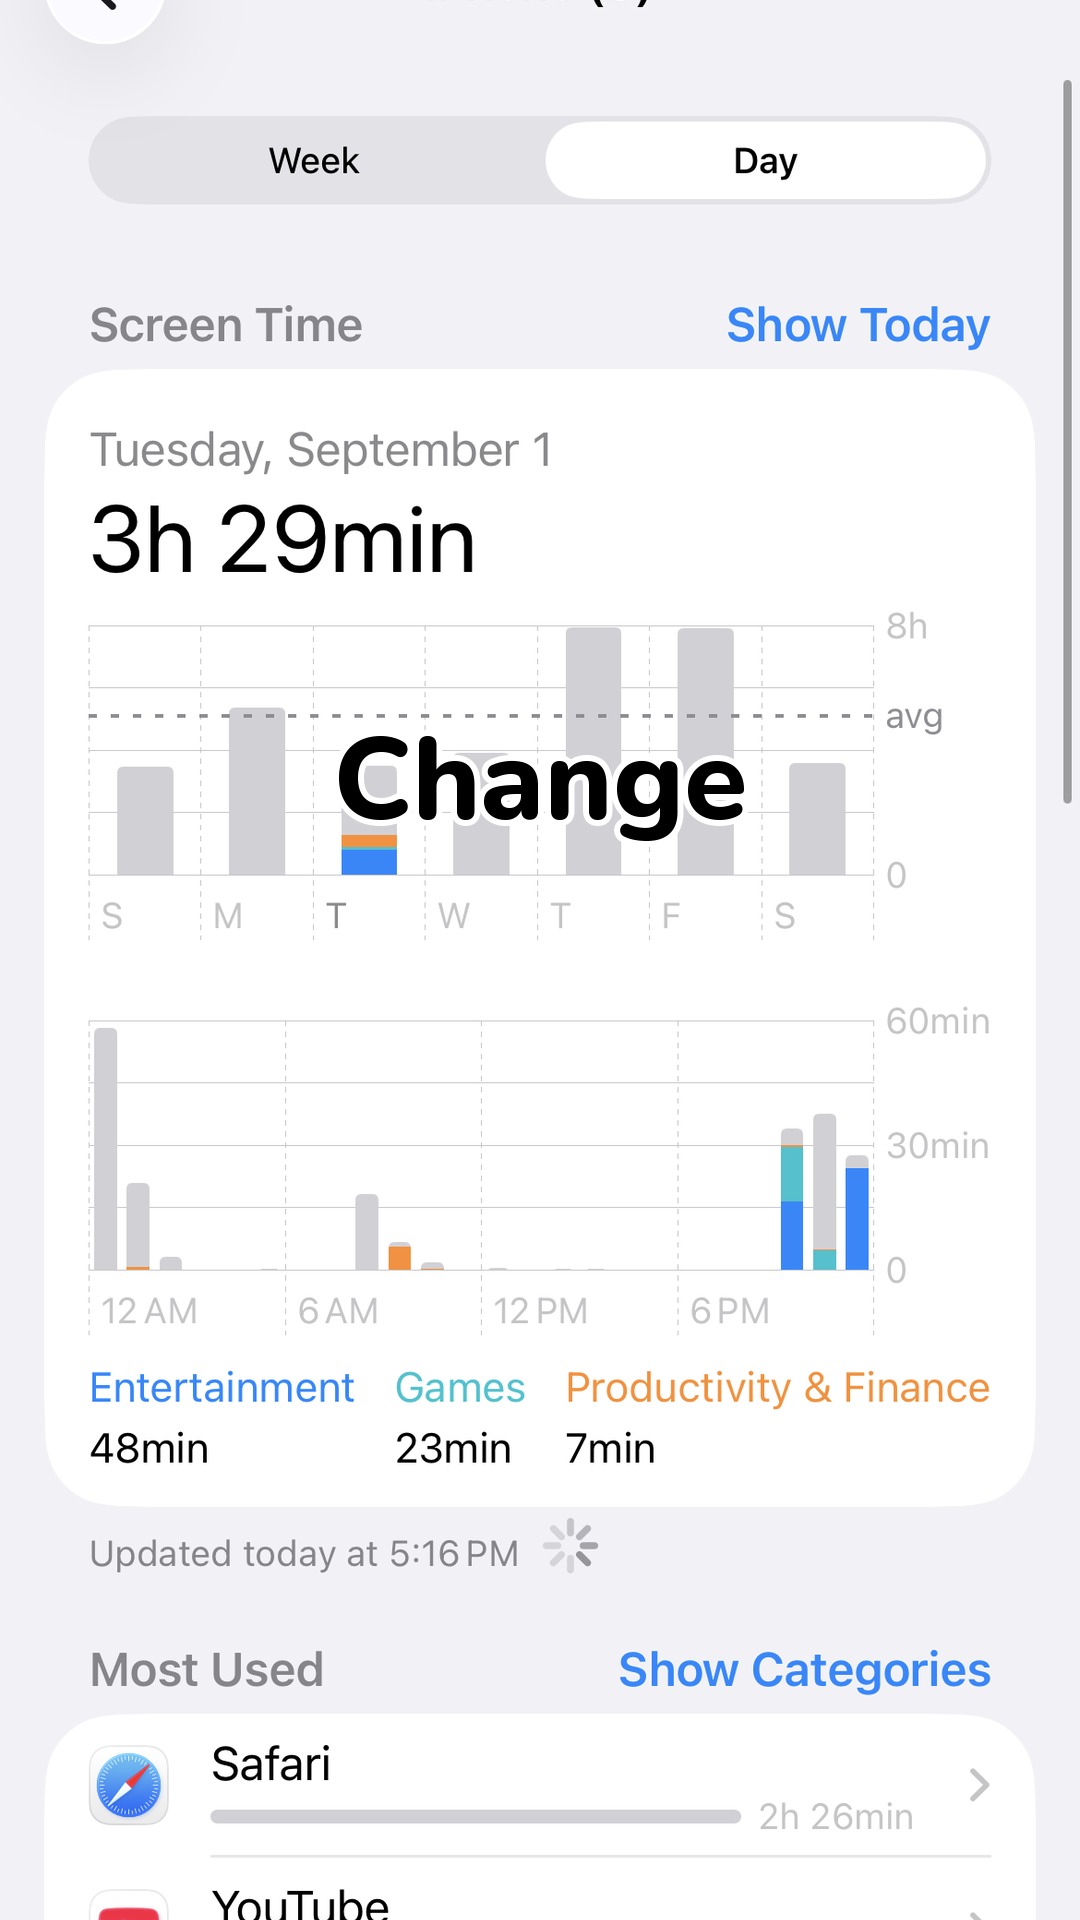 Week Day
Screen Time Show Today
Tuesday, September 1
3h 29min
8h
avg
Change
0
S M T W T F S
60min
30min
0
12 AM 6 AM 12 PM 6 PM
Entertainment Games Productivity & Finance
48min 23min 7min
Updated today at 5:16 PM
Most Used Show Categories
Safari
2h 26min
YouTube